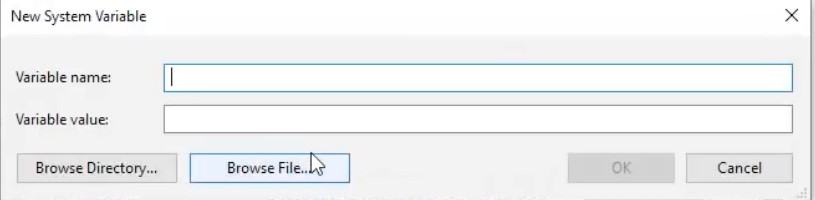 New System Variable
Variable name:
Variable value:
Browse Directory... Browse File... OK Cancel